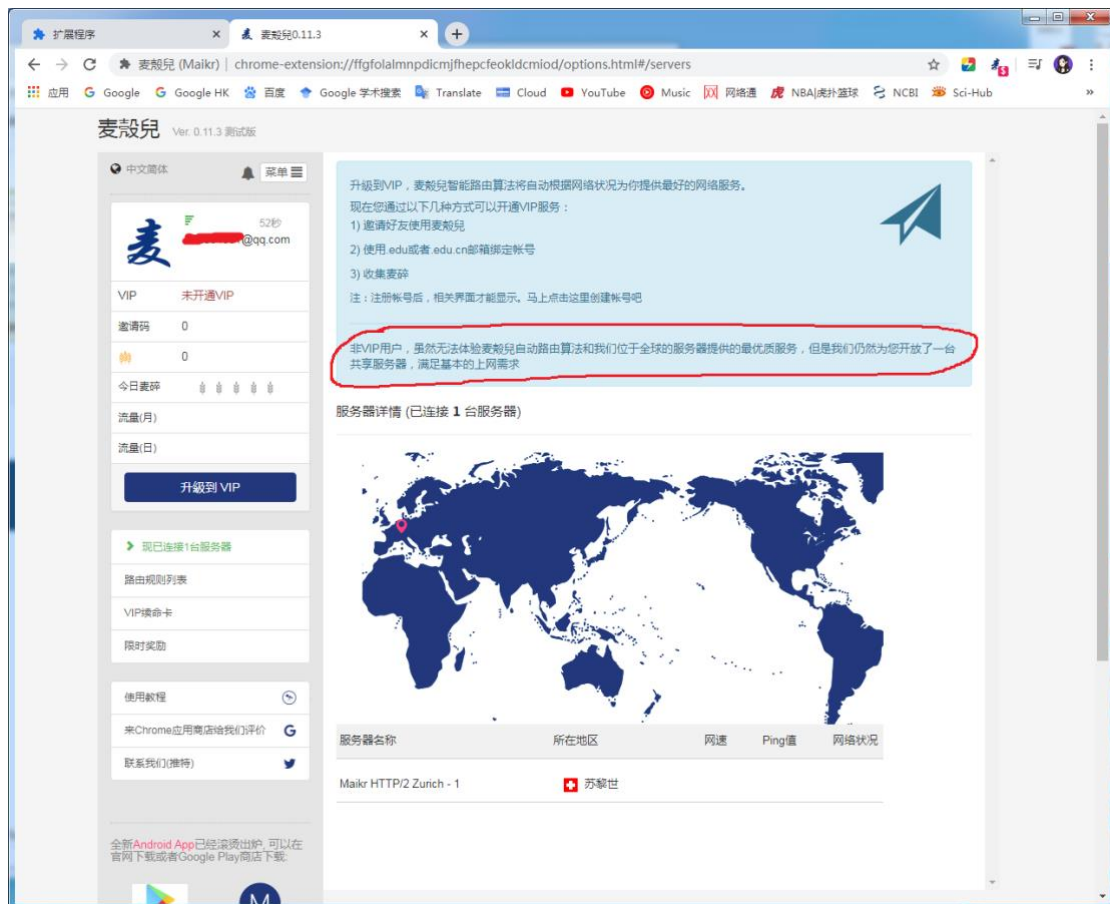 扩展程序
麦殼兒0.11.3
麦殼兒 (Maikr) | chrome-extension://ffgfolalmnpdicmjfhepcfeokldcmiod/options.html#/servers
应用 Google Google HK 百度 Google 学术搜索 Translate Cloud YouTube Music 网络通 NBA|虎扑篮球 NCBI Sci-Hub »
麦殼兒 Ver. 0.11.3 测试版
中文简体 菜单
麦
52秒
@qq.com
VIP 未开通VIP
邀请码 0
0
今日麦碎
流量(月)
流量(日)
升级到 VIP
现已连接1台服务器
路由规则列表
VIP续命卡
限时奖励
使用教程
来Chrome应用商店给我们评价
联系我们(推特)
全新Android App已经滚烫出炉, 可以在
官网下载或者Google Play商店下载:
M
升级到VIP，麦殼兒智能路由算法将自动根据网络状况为你提供最好的网络服务。
现在您通过以下几种方式可以开通VIP服务：
1) 邀请好友使用麦殼兒
2) 使用.edu或者.edu.cn邮箱绑定帐号
3) 收集麦碎
注：注册帐号后，相关界面才能显示。马上点击这里创建帐号吧
非VIP用户，虽然无法体验麦殼兒自动路由算法和我们位于全球的服务器提供的最优质服务，但是我们仍然为您开放了一台
共享服务器，满足基本的上网需求
服务器详情 (已连接 1 台服务器)
服务器名称 所在地区 网速 Ping值 网络状况
Maikr HTTP/2 Zurich - 1 苏黎世